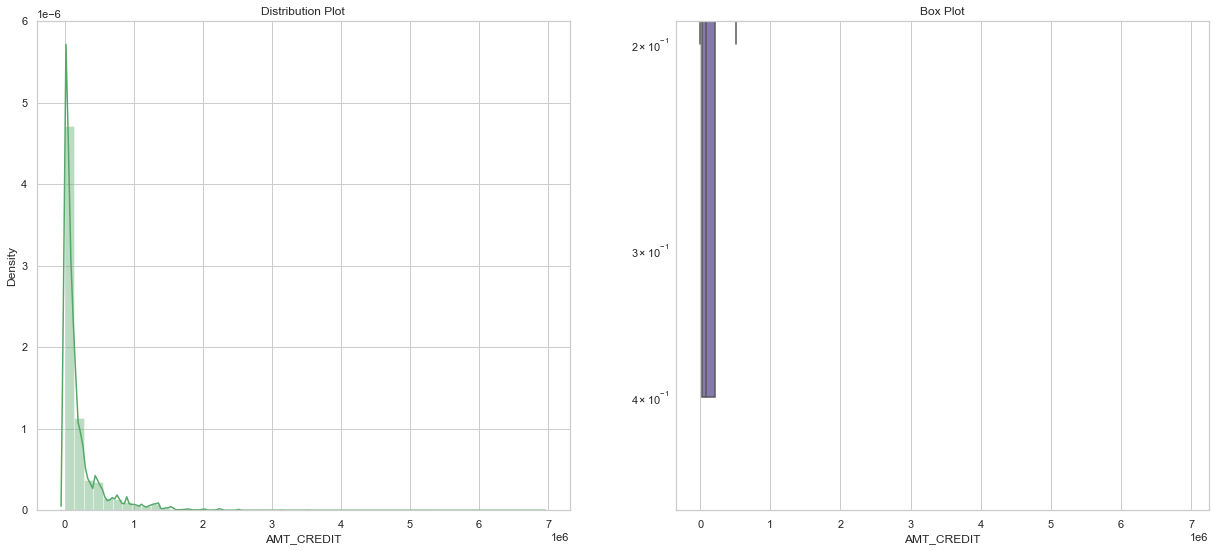 Distribution Plot
1e−6
6
5
4
3
2
1
0
Density
0 1 2 3 4 5 6 7
1e6
AMT_CREDIT
Box Plot
2 × 10⁻¹
3 × 10⁻¹
4 × 10⁻¹
0 1 2 3 4 5 6 7
1e6
AMT_CREDIT